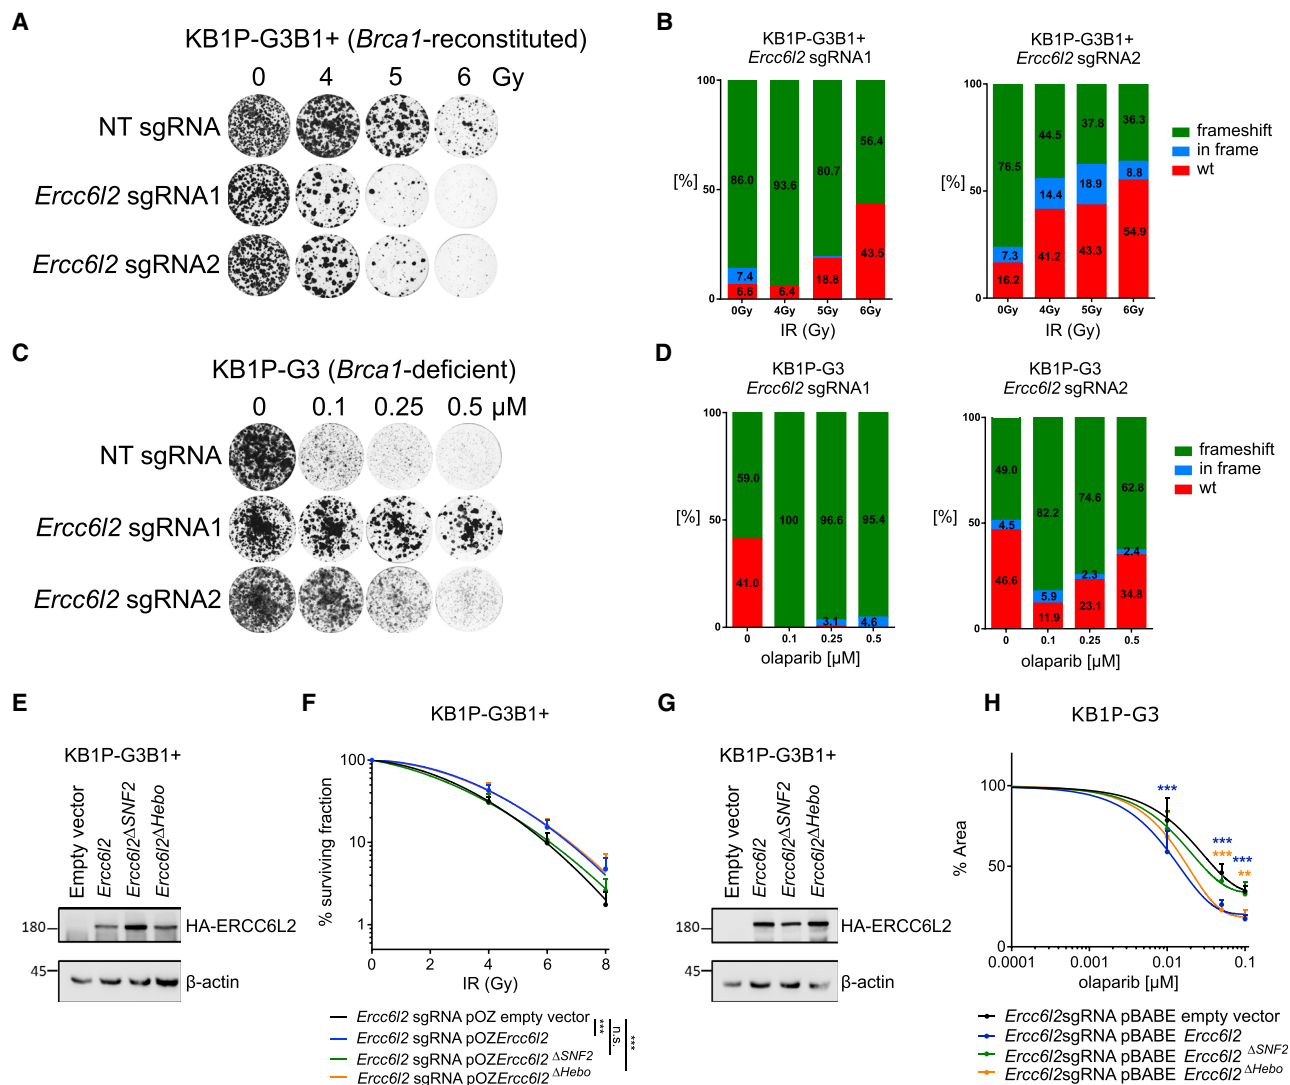 A
KB1P-G3B1+ (Brca1-reconstituted)
0 4 5 6 Gy
NT sgRNA
Ercc6l2 sgRNA1
Ercc6l2 sgRNA2
B
KB1P-G3B1+
Ercc6l2 sgRNA1
100
50
0
[%]
86.0 93.6 80.7 56.4
7.4
6.6 6.4 18.8 43.5
0Gy 4Gy 5Gy 6Gy
IR (Gy)
KB1P-G3B1+
Ercc6l2 sgRNA2
100
50
0
[%]
76.5 44.5 37.8 36.3
7.3 14.4 18.9 8.8
16.2 41.2 43.3 54.9
0Gy 4Gy 5Gy 6Gy
IR (Gy)
frameshift
in frame
wt
C
KB1P-G3 (Brca1-deficient)
0 0.1 0.25 0.5 µM
NT sgRNA
Ercc6l2 sgRNA1
Ercc6l2 sgRNA2
D
KB1P-G3
Ercc6l2 sgRNA1
100
50
0
[%]
59.0 100 96.6 95.4
41.0 3.1 4.6
0 0.1 0.25 0.5
olaparib [µM]
KB1P-G3
Ercc6l2 sgRNA2
100
50
0
[%]
49.0 82.2 74.6 62.8
4.5 5.9 2.3 2.4
46.6 11.9 23.1 34.8
0 0.1 0.25 0.5
olaparib [µM]
frameshift
in frame
wt
E
KB1P-G3B1+
Empty vector
Ercc6l2
Ercc6l2ΔSNF2
Ercc6l2ΔHebo
180
HA-ERCC6L2
45
β-actin
F
KB1P-G3B1+
% surviving fraction
100
10
1
0 2 4 6 8
IR (Gy)
Ercc6l2 sgRNA pOZ empty vector
Ercc6l2 sgRNA pOZErcc6l2
Ercc6l2 sgRNA pOZErcc6l2 ΔSNF2
Ercc6l2 sgRNA pOZErcc6l2 ΔHebo
***
n.s.
***
G
KB1P-G3B1+
Empty vector
Ercc6l2
Ercc6l2ΔSNF2
Ercc6l2ΔHebo
180
HA-ERCC6L2
45
β-actin
H
KB1P-G3
% Area
100
50
0
***
***
***
***
**
0.0001 0.001 0.01 0.1
olaparib [µM]
Ercc6l2sgRNA pBABE empty vector
Ercc6l2sgRNA pBABE Ercc6l2
Ercc6l2sgRNA pBABE Ercc6l2 ΔSNF2
Ercc6l2sgRNA pBABE Ercc6l2 ΔHebo